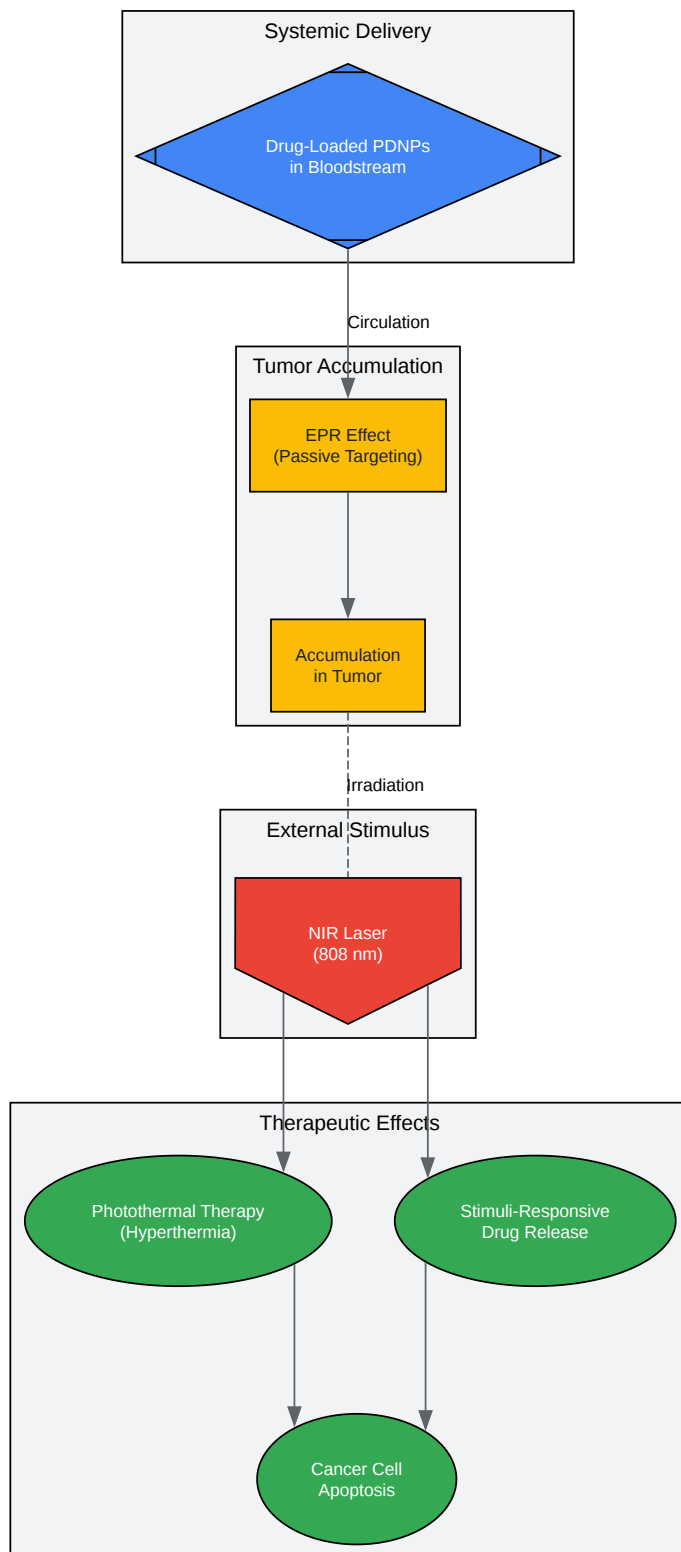 Systemic Delivery
Drug-Loaded PDNPs
in Bloodstream
Circulation
Tumor Accumulation
EPR Effect
(Passive Targeting)
Accumulation
in Tumor
Irradiation
External Stimulus
NIR Laser
(808 nm)
Therapeutic Effects
Photothermal Therapy
(Hyperthermia)
Stimuli-Responsive
Drug Release
Cancer Cell
Apoptosis